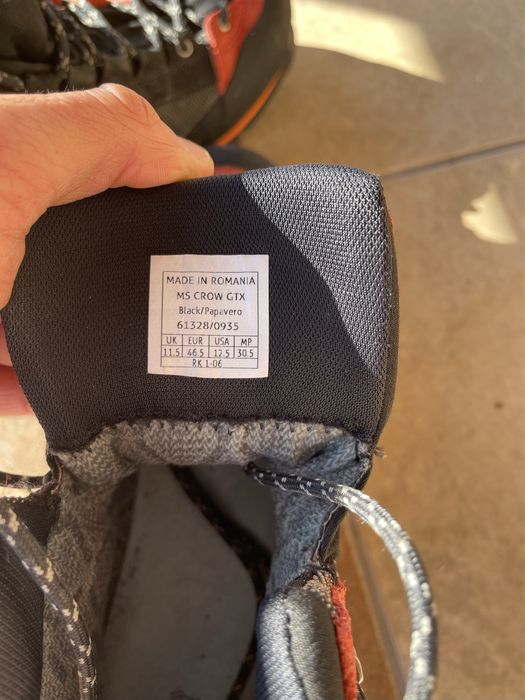 MADE IN ROMANIA
MS CROW GTX
Black/Papavero
61328/0935
UK EUR USA MP
11.5 46.5 12.5 30.5
RK 1-06